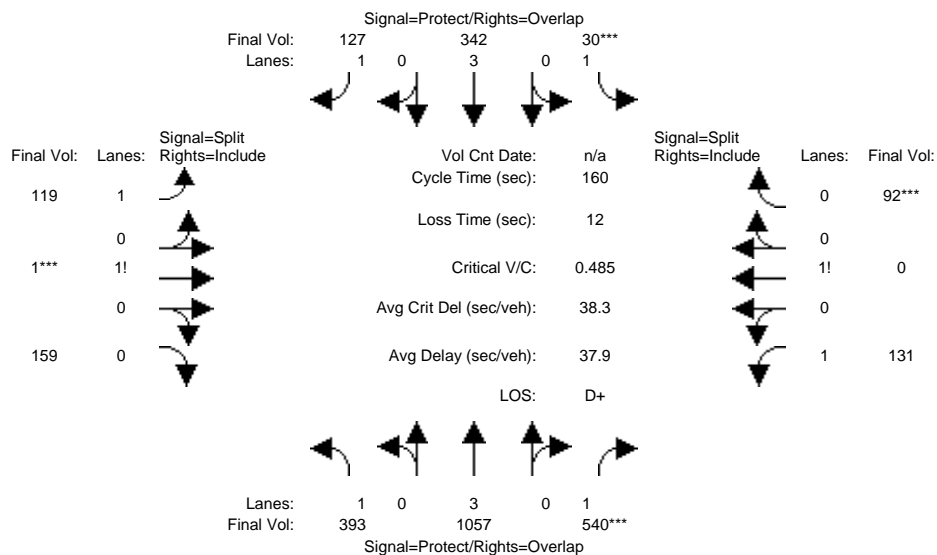 Signal=Protect/Rights=Overlap
Final Vol: 127 342 30***
Lanes: 1 0 3 0 1
Signal=Split
Final Vol: Lanes: Rights=Include
Vol Cnt Date: n/a
Signal=Split
Rights=Include Lanes: Final Vol:
Cycle Time (sec): 160
119 1
0 92***
Loss Time (sec): 12
0
0
1*** 1!
Critical V/C: 0.485
1! 0
0
Avg Crit Del (sec/veh): 38.3
0
159 0
Avg Delay (sec/veh): 37.9
1 131
LOS: D+
Lanes: 1 0 3 0 1
Final Vol: 393 1057 540***
Signal=Protect/Rights=Overlap